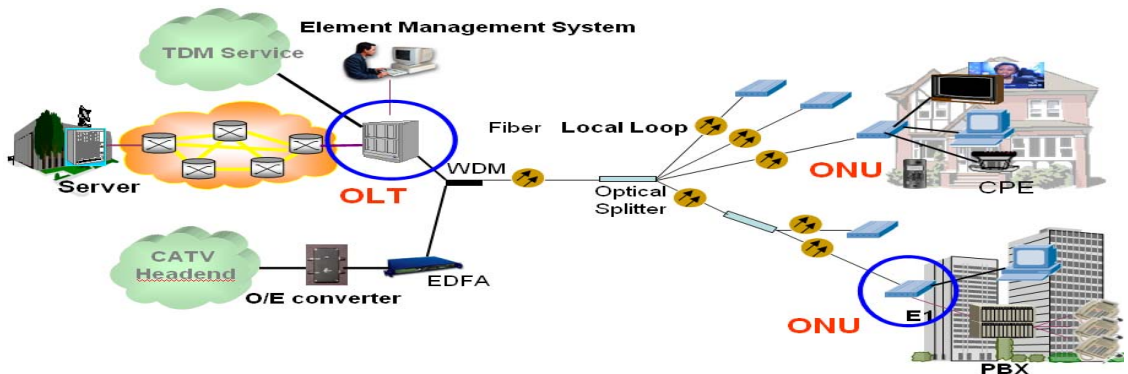 Element Management System
TDM Service
Fiber
Local Loop
Server
OLT
WDM
Optical
Splitter
ONU
CPE
CATV
Headend
O/E converter
EDFA
ONU
E1
PBX